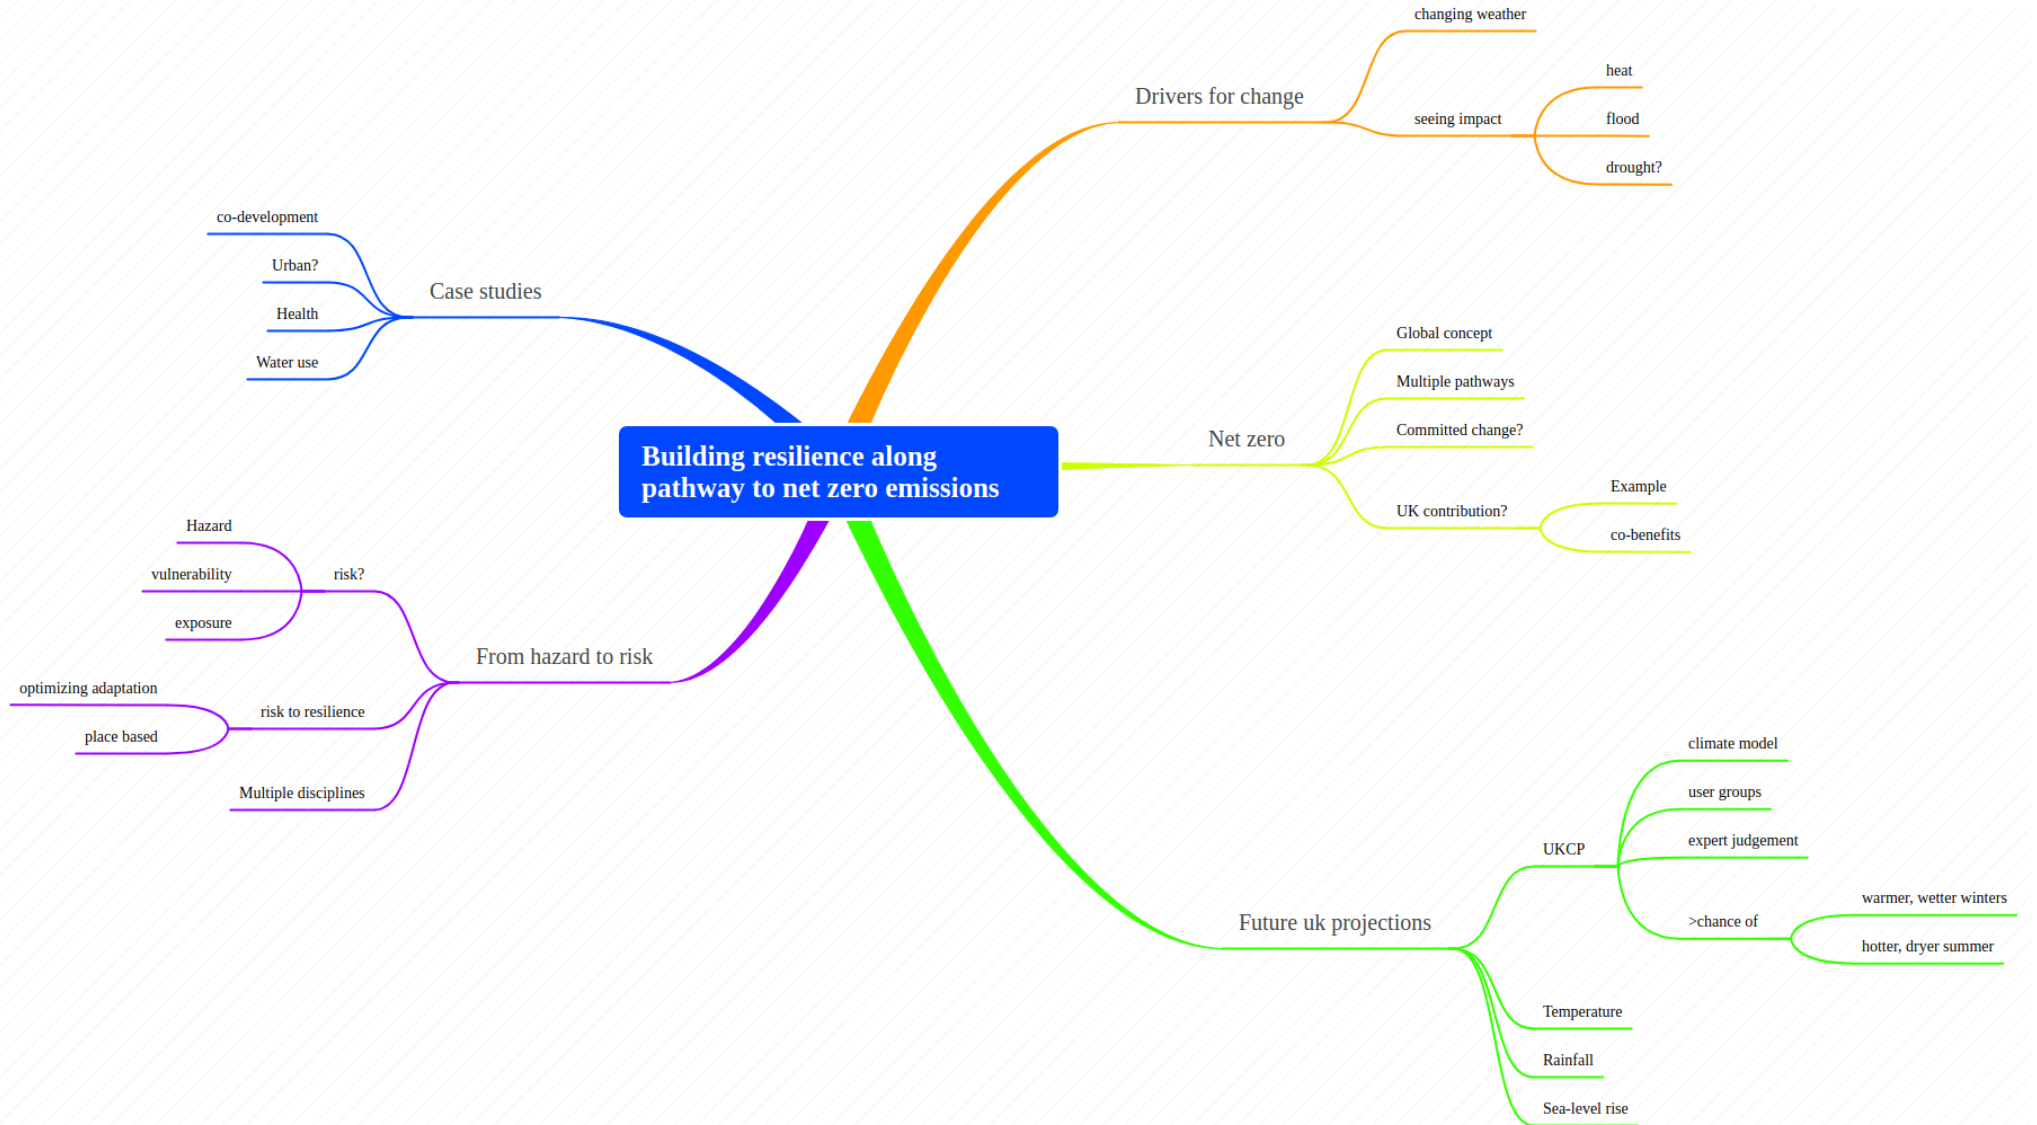 changing weather
Drivers for change
seeing impact
heat
flood
drought?
co-development
Urban?
Health
Water use
Case studies
Global concept
Multiple pathways
Committed change?
Net zero
UK contribution?
Example
co-benefits
Building resilience along
pathway to net zero emissions
Hazard
vulnerability
exposure
risk?
From hazard to risk
optimizing adaptation
place based
risk to resilience
Multiple disciplines
climate model
user groups
expert judgement
UKCP
>chance of
warmer, wetter winters
hotter, dryer summer
Future uk projections
Temperature
Rainfall
Sea-level rise